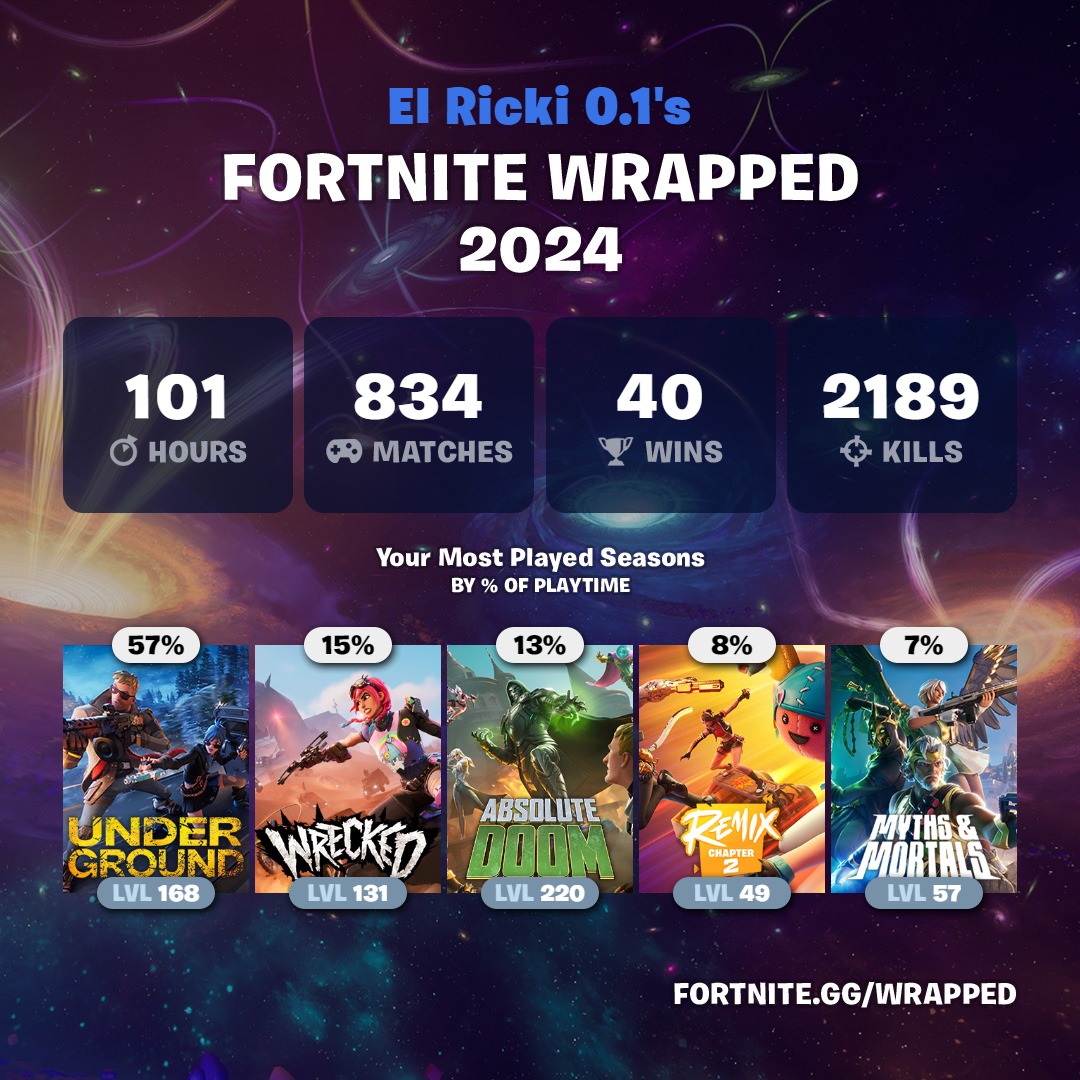 El Ricki 0.1's
FORTNITE WRAPPED
2024
101
HOURS
834
MATCHES
40
WINS
2189
KILLS
Your Most Played Seasons
BY % OF PLAYTIME
57%
UNDER
GROUND
LVL 168
15%
WRECKED
LVL 131
13%
ABSOLUTE
DOOM
LVL 220
8%
REMIX
CHAPTER
2
LVL 49
7%
MYTHS &
MORTALS
LVL 57
FORTNITE.GG/WRAPPED